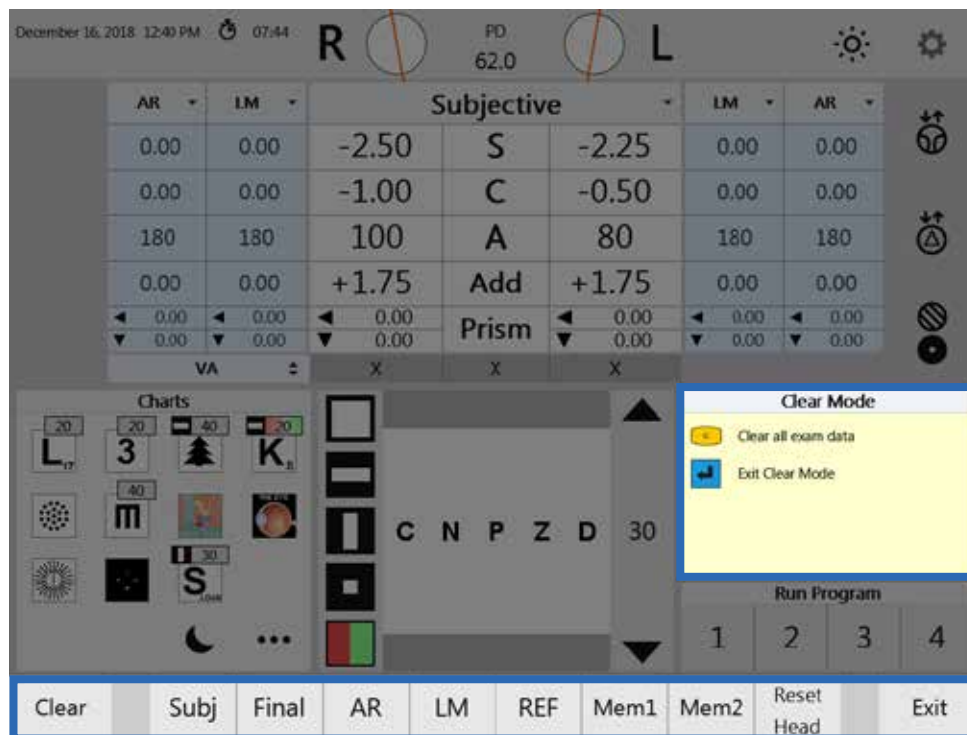 December 16, 2018 12:40 PM 07:44 R PD 62.0 L
AR LM Subjective LM AR
0.00 0.00 -2.50 S -2.25 0.00 0.00
0.00 0.00 -1.00 C -0.50 0.00 0.00
180 180 100 A 80 180 180
0.00 0.00 +1.75 Add +1.75 0.00 0.00
0.00 0.00 0.00 Prism 0.00 0.00 0.00
0.00 0.00 0.00 0.00 0.00 0.00
VA X X X
Charts
20 20 40 20
L 17 3 K 8
40
m
30
S LOAN
C N P Z D 30
Clear Mode
c Clear all exam data
Exit Clear Mode
Run Program
1 2 3 4
Clear Subj Final AR LM REF Mem1 Mem2 Reset Head Exit